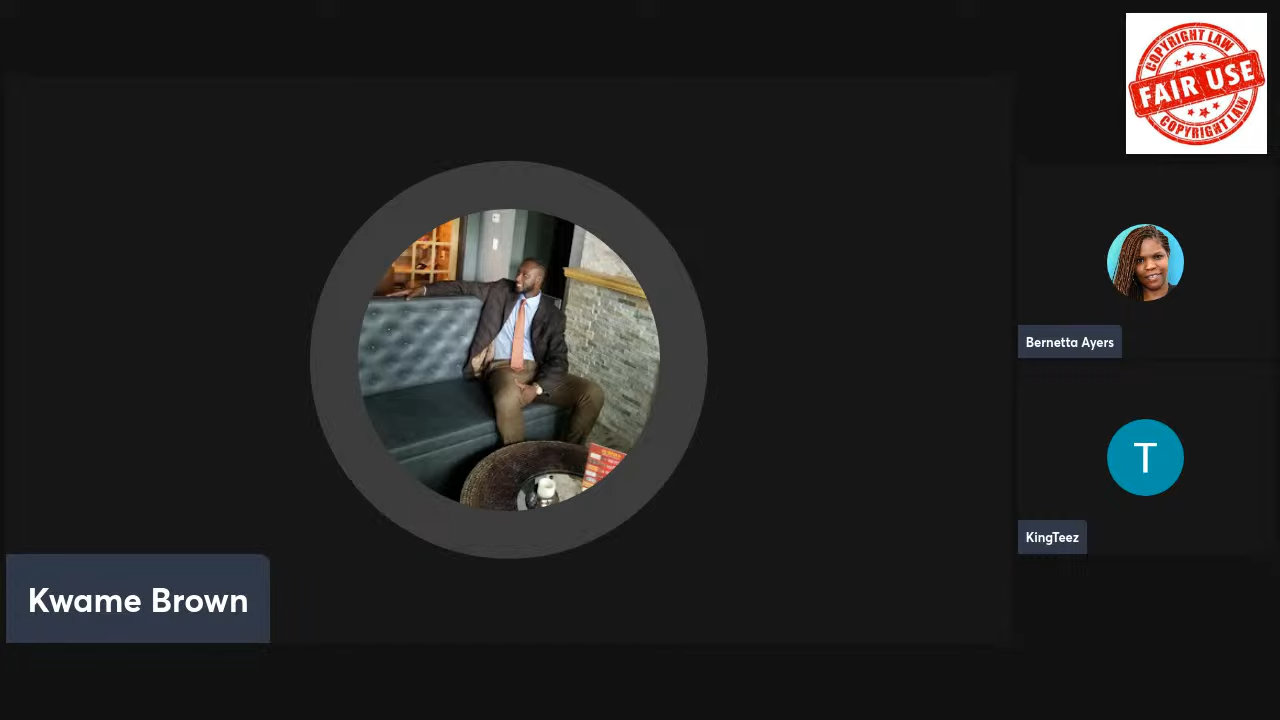 COPYRIGHT LAW
FAIR USE
COPYRIGHT LAW
Bernetta Ayers
T
KingTeez
Kwame Brown